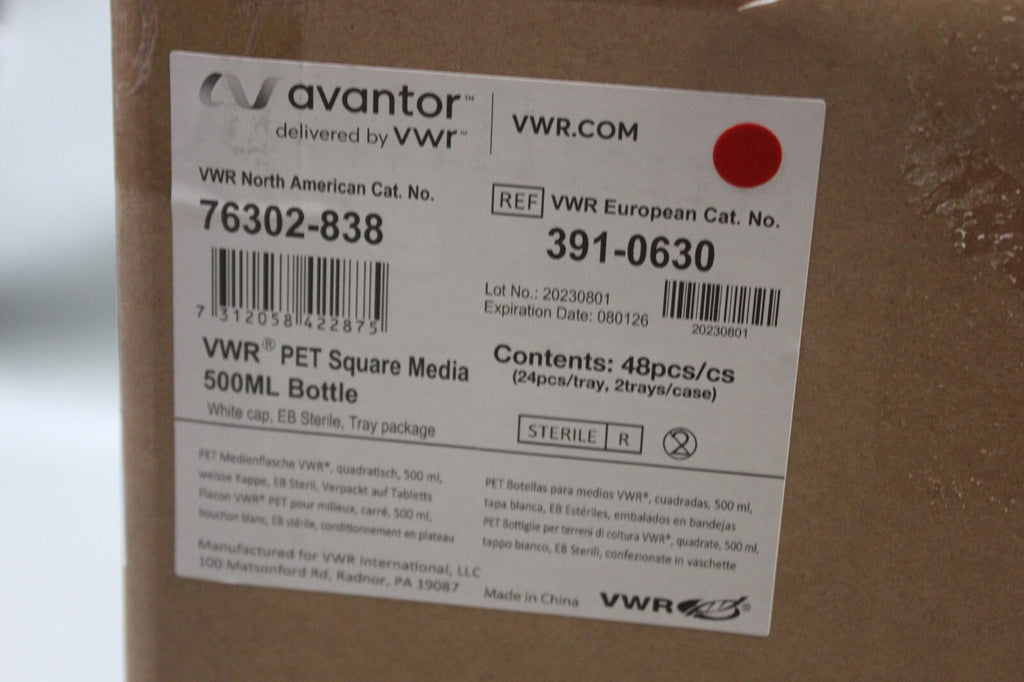 avantor™
delivered by vwr™
VWR.COM
VWR North American Cat. No.
76302-838
7 312058 422875
REF VWR European Cat. No.
391-0630
Lot No.: 20230801
Expiration Date: 080126
20230801
VWR® PET Square Media
500ML Bottle
White cap, EB Sterile, Tray package
Contents: 48pcs/cs
(24pcs/tray, 2trays/case)
STERILE R
2
PET Medienflasche VWR®, quadratisch, 500 ml,
weisse Kappe, EB Steril, Verpackt auf Tabletts
Flacon VWR® PET pour milieux, carré, 500 ml,
bouchon blanc, EB stérile, conditionnement en plateau
PET Botellas para medios VWR®, cuadradas, 500 ml,
tapa blanca, EB Estériles, embalados en bandejas
PET Bottiglie per terreni di coltura VWR®, quadrate, 500 ml,
tappo bianco, EB Sterili, confezionate in vaschette
Manufactured for VWR International, LLC
100 Matsonford Rd, Radnor, PA 19087
Made in China
VWR®